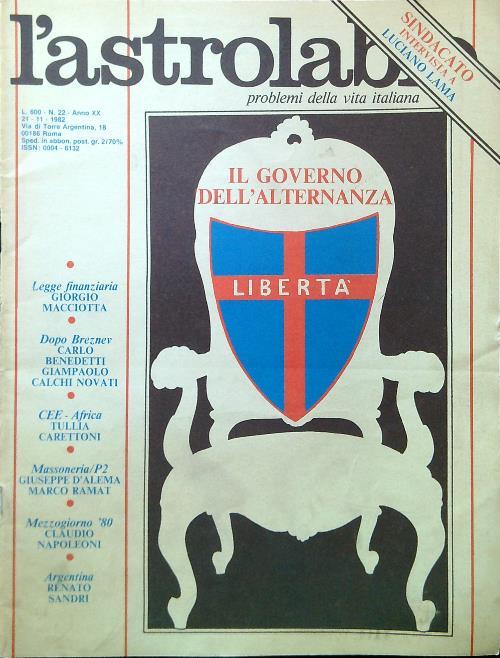 l'astrolabio
problemi della vita italiana
SINDACATO
INTERVISTA A
LUCIANO LAMA
L. 600 - N. 22 - Anno XX
21 - 11 - 1982
Via di Torre Argentina, 18
00186 Roma
Sped. in abbon. post. gr. 2/70%
ISSN: 0004 - 6132
IL GOVERNO
DELL'ALTERNANZA
LIBERTA'
Legge finanziaria
GIORGIO
MACCIOTTA
Dopo Breznev
CARLO
BENEDETTI
GIAMPAOLO
CALCHI NOVATI
CEE - Africa
TULLIA
CARETTONI
Massoneria/P2
GIUSEPPE D'ALEMA
MARCO RAMAT
Mezzogiorno '80
CLAUDIO
NAPOLEONI
Argentina
RENATO
SANDRI